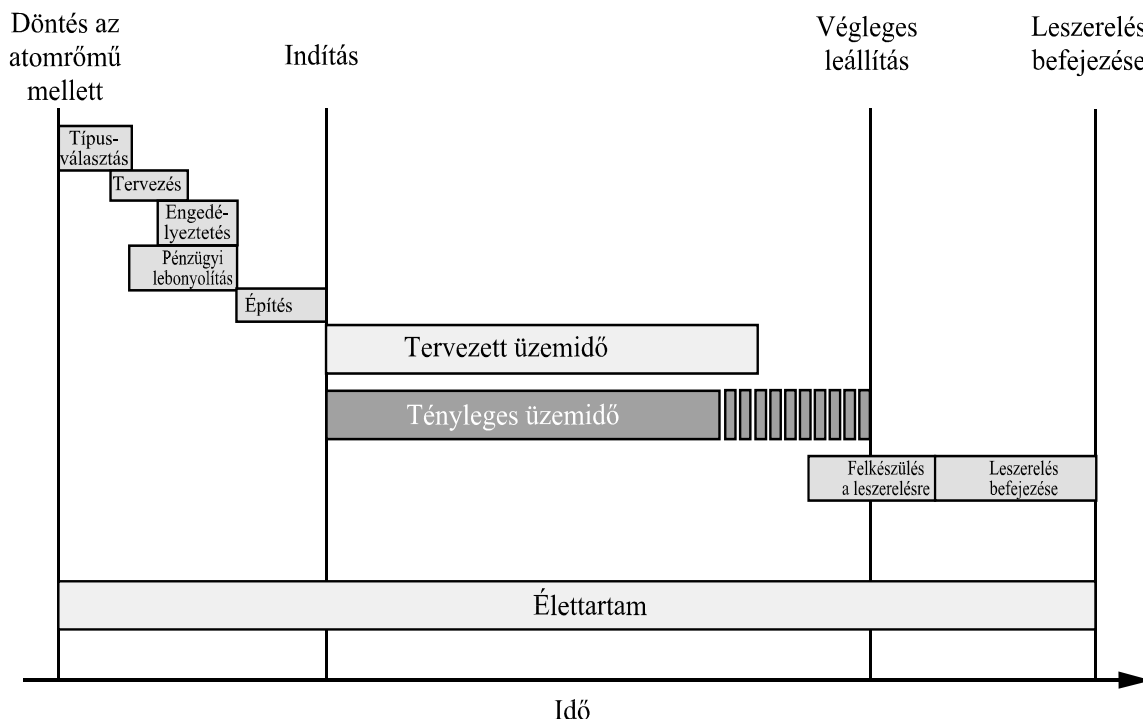 Döntés az
atomrőmű
mellett
Indítás
Végleges
leállítás
Leszerelés
befejezése
Típus-
választás
Tervezés
Engedé-
lyeztetés
Pénzügyi
lebonyolítás
Építés
Tervezett üzemidő
Tényleges üzemidő
Felkészülés
a leszerelésre
Leszerelés
befejezése
Élettartam
Idő